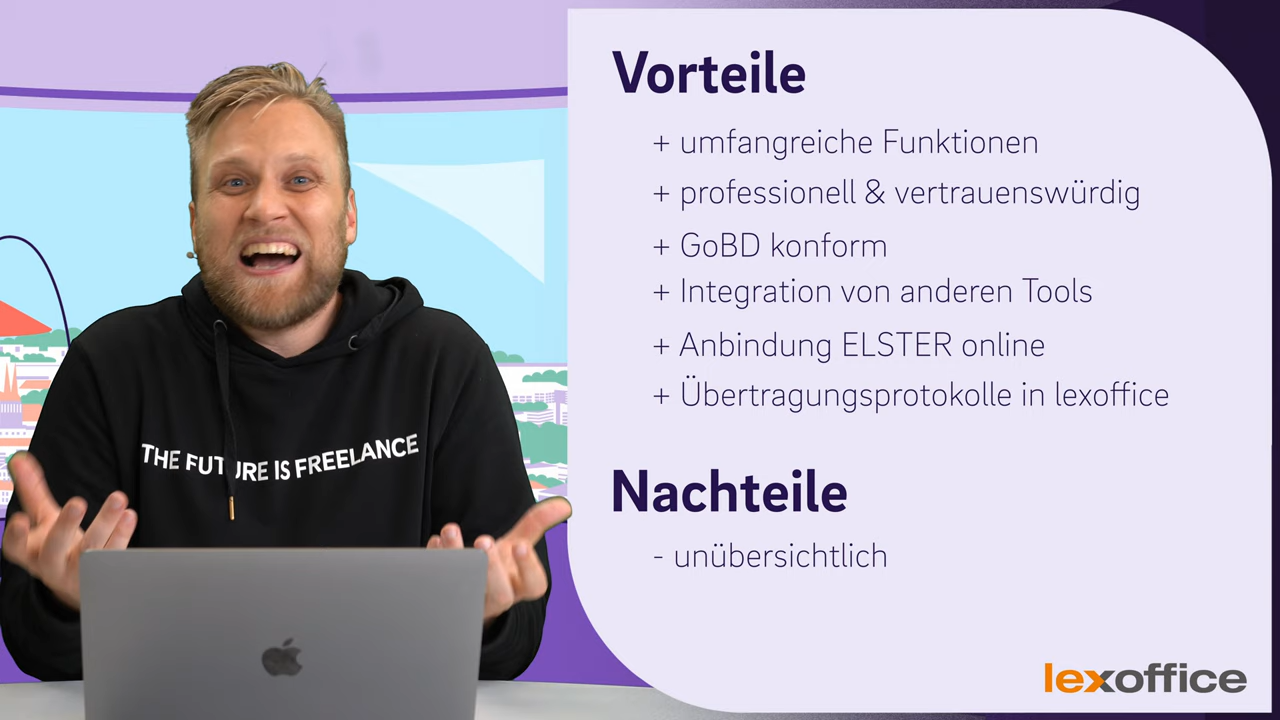 Vorteile
+ umfangreiche Funktionen
+ professionell & vertrauenswürdig
+ GoBD konform
+ Integration von anderen Tools
+ Anbindung ELSTER online
+ Übertragungsprotokolle in lexoffice
Nachteile
- unübersichtlich
THE FUTURE IS FREELANCE
lexoffice